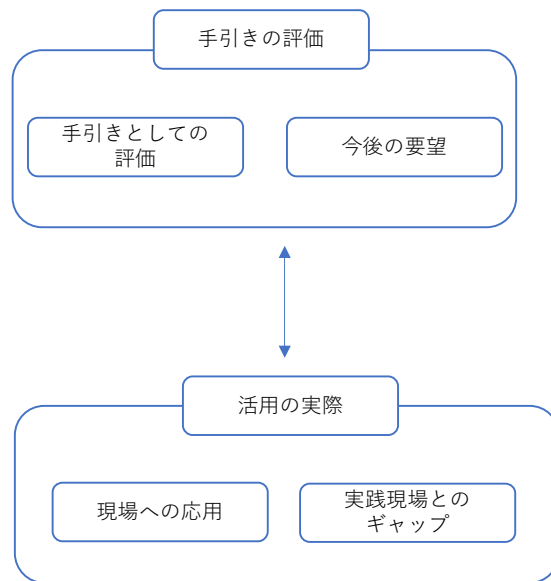 手引きの評価
手引きとしての
評価
今後の要望
活用の実際
現場への応用
実践現場との
ギャップ